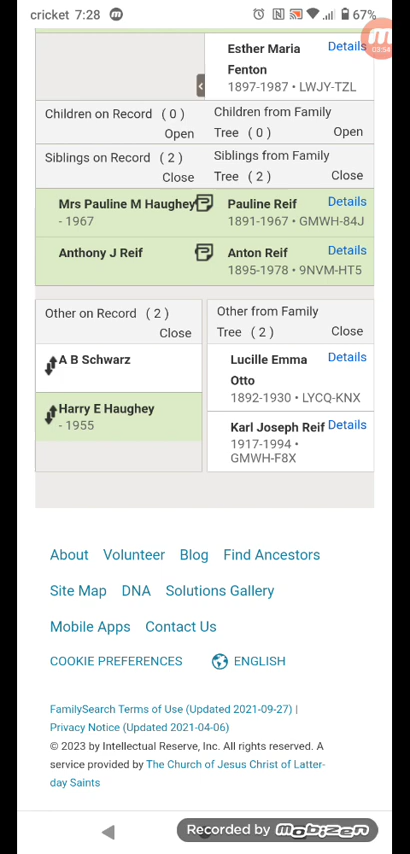 cricket 7:28 m N 67%
m
03:54
Esther Maria Details
Fenton
1897-1987 • LWJY-TZL
Children on Record ( 0 ) Open
Children from Family Tree ( 0 ) Open
Siblings on Record ( 2 ) Close
Siblings from Family Tree ( 2 ) Close
Mrs Pauline M Haughey
- 1967
Pauline Reif Details
1891-1967 • GMWH-84J
Anthony J Reif
Anton Reif Details
1895-1978 • 9NVM-HT5
Other on Record ( 2 ) Close
Other from Family Tree ( 2 ) Close
A B Schwarz
Lucille Emma Details
Otto
1892-1930 • LYCQ-KNX
Harry E Haughey
- 1955
Karl Joseph Reif Details
1917-1994 •
GMWH-F8X
About Volunteer Blog Find Ancestors
Site Map DNA Solutions Gallery
Mobile Apps Contact Us
COOKIE PREFERENCES ENGLISH
FamilySearch Terms of Use (Updated 2021-09-27) |
Privacy Notice (Updated 2021-04-06)
© 2023 by Intellectual Reserve, Inc. All rights reserved. A
service provided by The Church of Jesus Christ of Latter-
day Saints
Recorded by mobizen